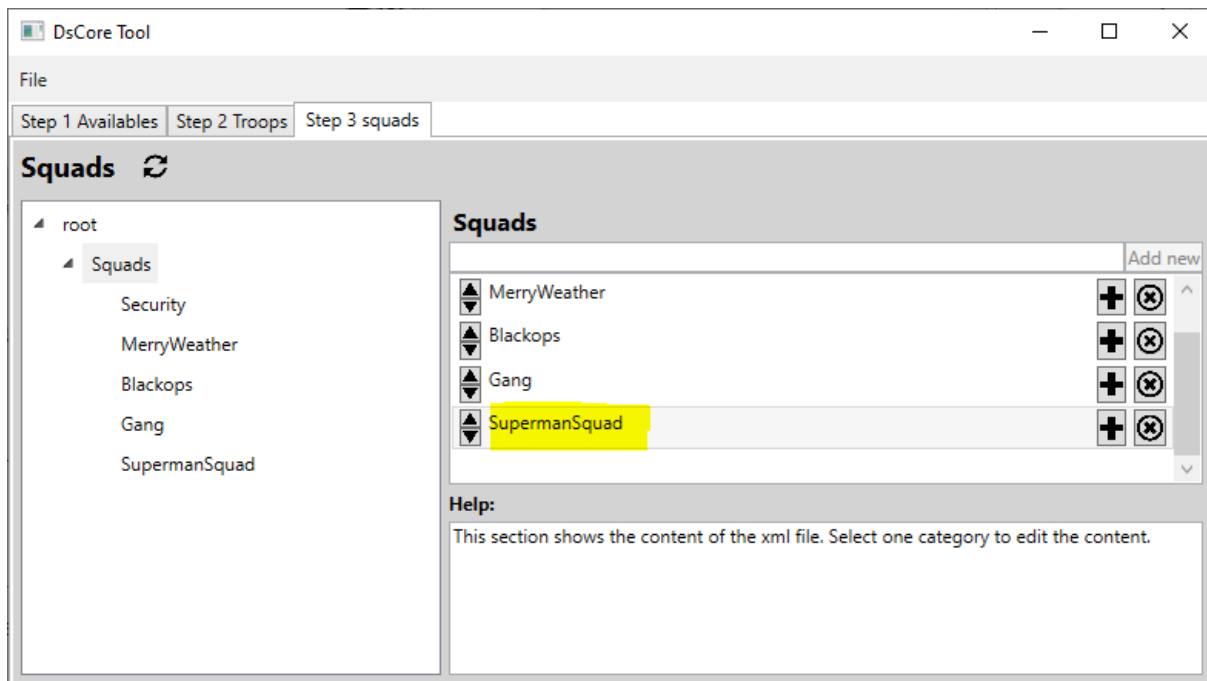 DsCore Tool
File
Step 1 Availables
Step 2 Troops
Step 3 squads
Squads
root
Squads
Security
MerryWeather
Blackops
Gang
SupermanSquad
Squads
Add new
MerryWeather
Blackops
Gang
SupermanSquad
Help:
This section shows the content of the xml file. Select one category to edit the content.